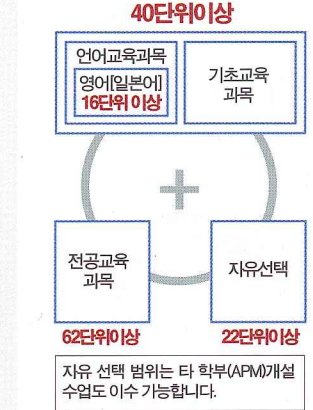 40단위이상
언어교육과목
영어[일본어]
16단위 이상
기초교육
과목
전공교육
과목
자유선택
62단위이상
22단위이상
자유 선택 범위는 타 학부(APM)개설
수업도 이수 가능합니다.